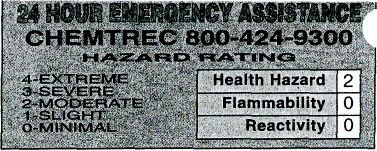 24 HOUR EMERGENCY ASSISTANCE
CHEMTREC 800-424-9300
HAZARD RATING
4-EXTREME
3-SEVERE
2-MODERATE
1-SLIGHT
0-MINIMAL
Health Hazard 2
Flammability 0
Reactivity 0